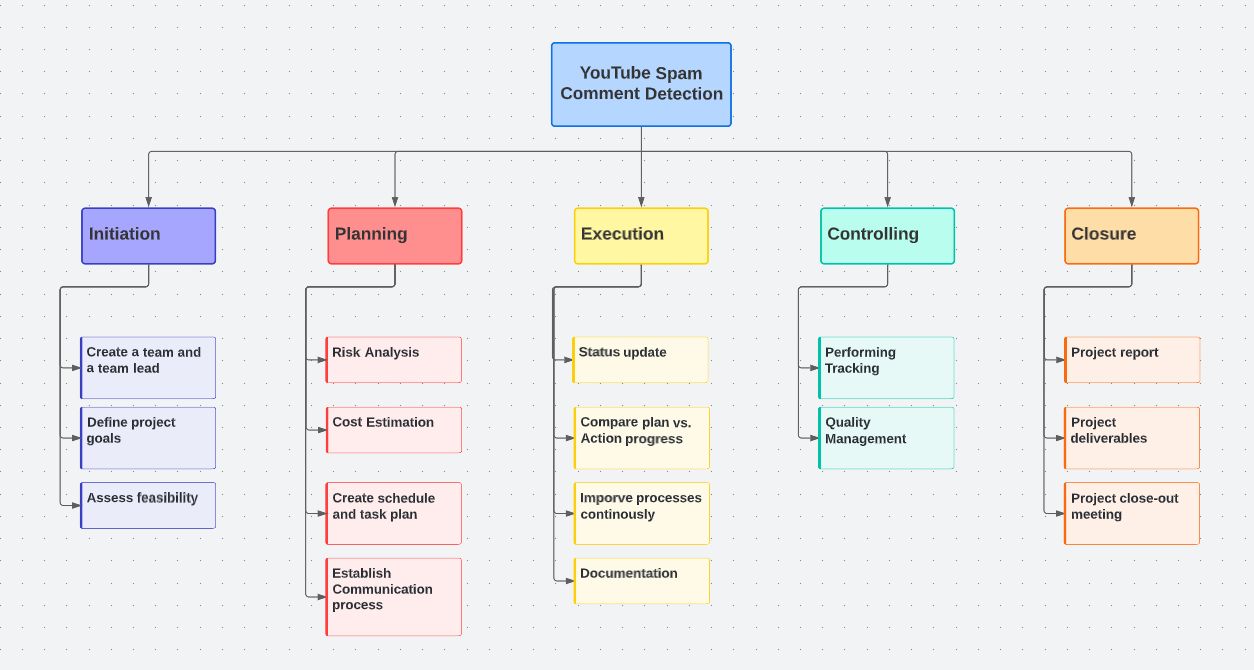 YouTube Spam
Comment Detection
Initiation
Planning
Execution
Controlling
Closure
Create a team and
a team lead
Define project
goals
Assess feasibility
Risk Analysis
Cost Estimation
Create schedule
and task plan
Establish
Communication
process
Status update
Compare plan vs.
Action progress
Imporve processes
continously
Documentation
Performing
Tracking
Quality
Management
Project report
Project
deliverables
Project close-out
meeting